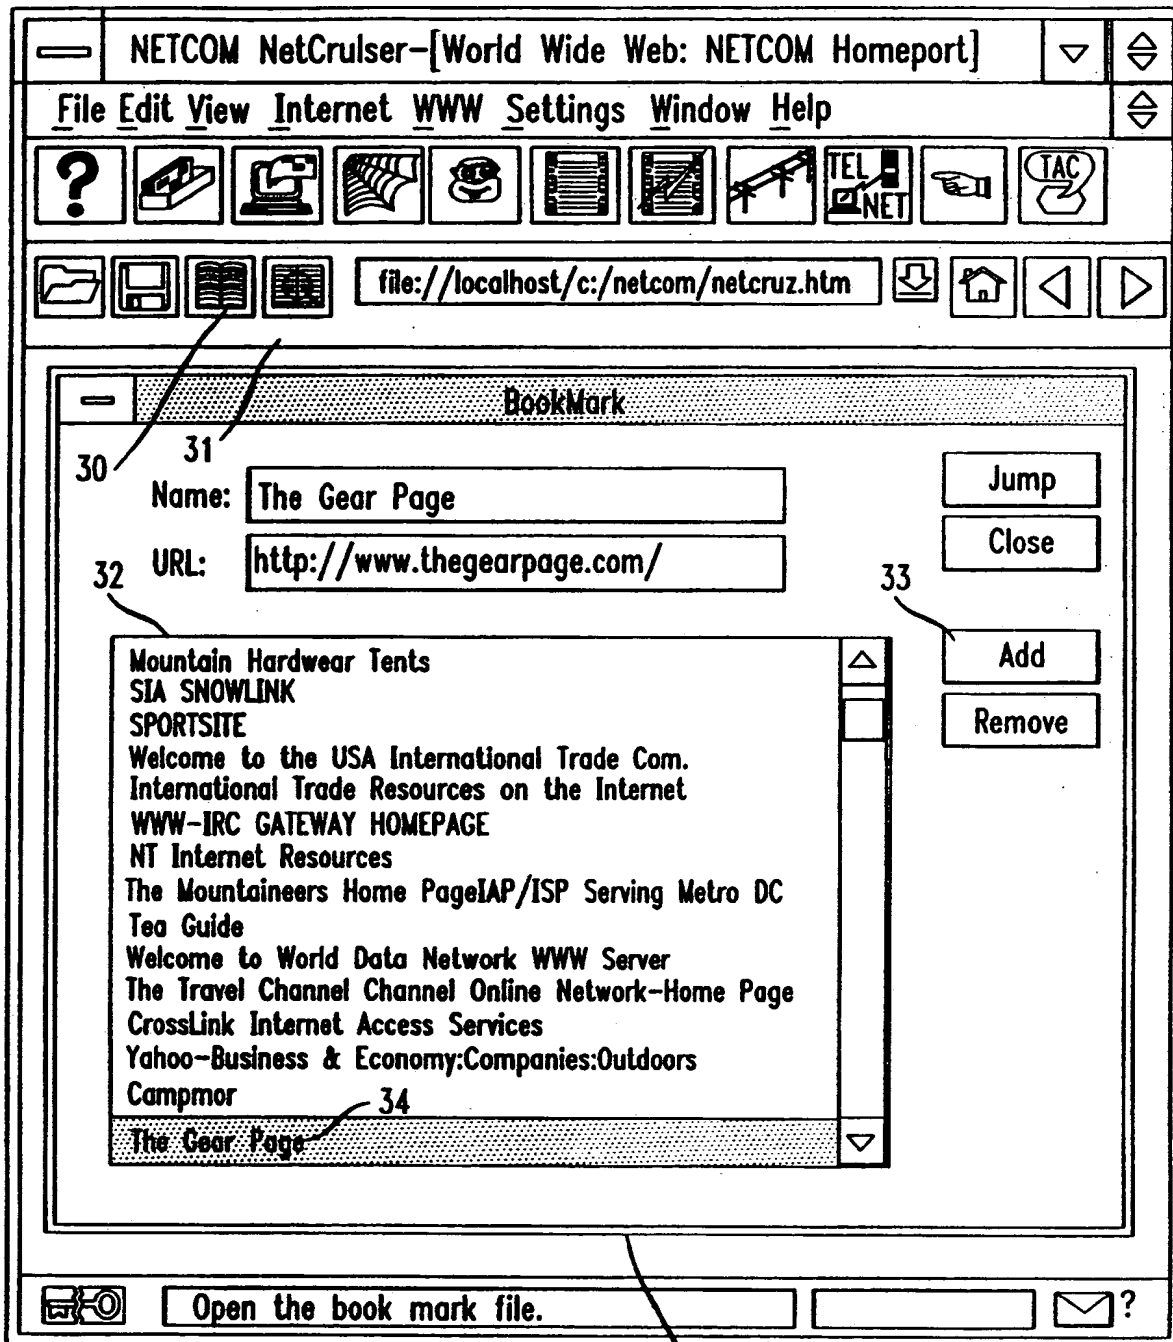 NETCOM NetCruIser-[World Wide Web: NETCOM Homeport]
File Edit View Internet WWW Settings Window Help
?
TEL NET
TAC
file://localhost/c:/netcom/netcruz.htm
BookMark
30
31
Name: The Gear Page
Jump
URL: http://www.thegearpage.com/
Close
32
33
Add
Remove
Mountain Hardwear Tents
SIA SNOWLINK
SPORTSITE
Welcome to the USA International Trade Com.
International Trade Resources on the Internet
WWW-IRC GATEWAY HOMEPAGE
NT Internet Resources
The Mountaineers Home PageIAP/ISP Serving Metro DC
Tea Guide
Welcome to World Data Network WWW Server
The Travel Channel Channel Online Network-Home Page
CrossLink Internet Access Services
Yahoo-Business & Economy:Companies:Outdoors
Campmor
34
The Gear Page
Open the book mark file.
?